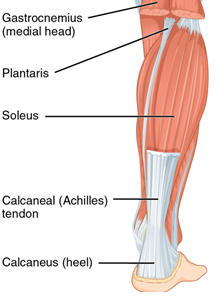 Gastrocnemius
(medial head)
Plantaris
Soleus
Calcaneal (Achilles)
tendon
Calcaneus (heel)